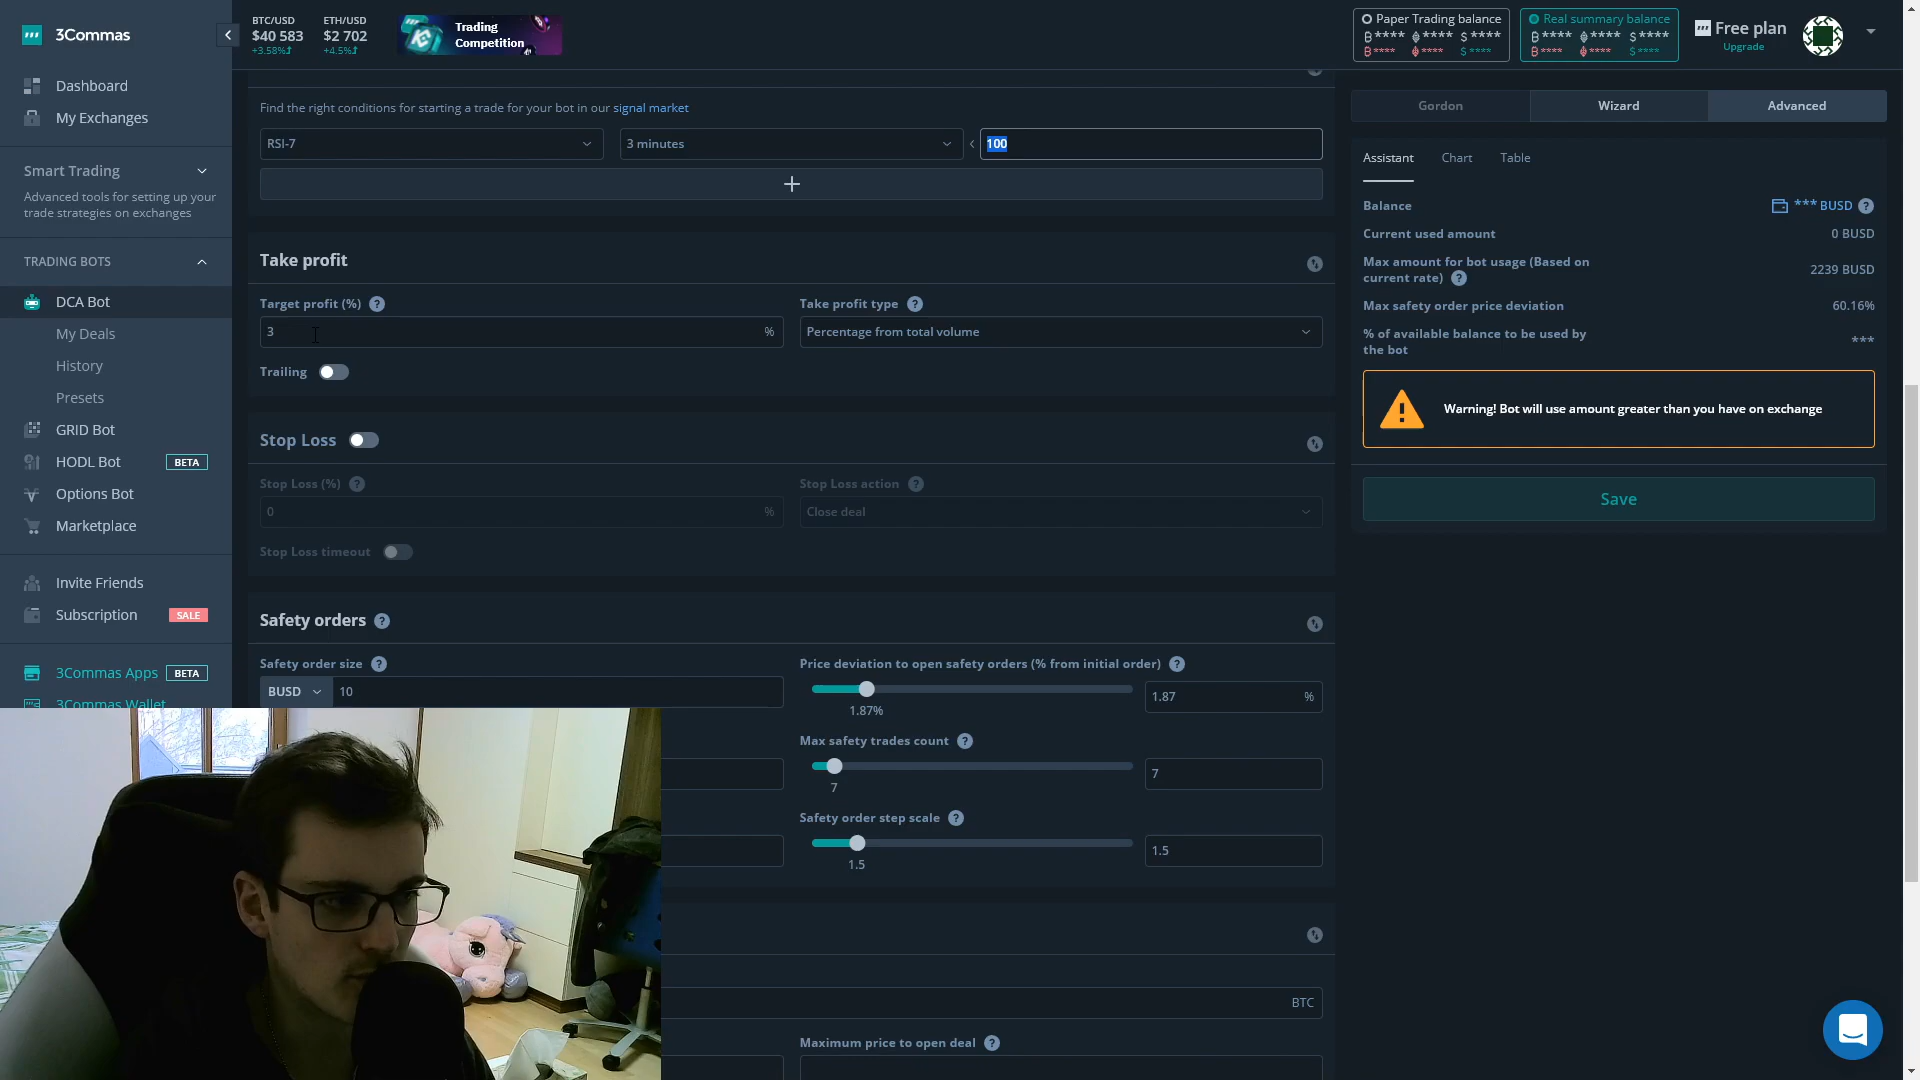 3Commas
BTC/USD
$40 583
+3.58%
ETH/USD
$2 702
+4.5%
Trading
Competition
Paper Trading balance
₿**** ♦**** $ ****
₿**** ♦**** $ ****
Real summary balance
₿**** ♦**** $ ****
₿**** ♦**** $ ****
Free plan
Upgrade
Dashboard
My Exchanges
Smart Trading
Advanced tools for setting up your
trade strategies on exchanges
TRADING BOTS
DCA Bot
My Deals
History
Presets
GRID Bot
HODL Bot BETA
Options Bot
Marketplace
Invite Friends
Subscription SALE
3Commas Apps BETA
3Commas Wallet
Find the right conditions for starting a trade for your bot in our signal market
RSI-7
3 minutes
< 100
+
Take profit
Target profit (%) ?
3 %
Take profit type ?
Percentage from total volume
Trailing
Stop Loss
Stop Loss (%) ?
0 %
Stop Loss action ?
Close deal
Stop Loss timeout
Safety orders ?
Safety order size ?
BUSD 10
Price deviation to open safety orders (% from initial order) ?
1.87%
1.87 %
Max safety trades count ?
7
7
Safety order step scale ?
1.5
1.5
BTC
Maximum price to open deal ?
Gordon
Wizard
Advanced
Assistant
Chart
Table
Balance *** BUSD ?
Current used amount 0 BUSD
Max amount for bot usage (Based on
current rate) ? 2239 BUSD
Max safety order price deviation 60.16%
% of available balance to be used by
the bot ***
Warning! Bot will use amount greater than you have on exchange
Save